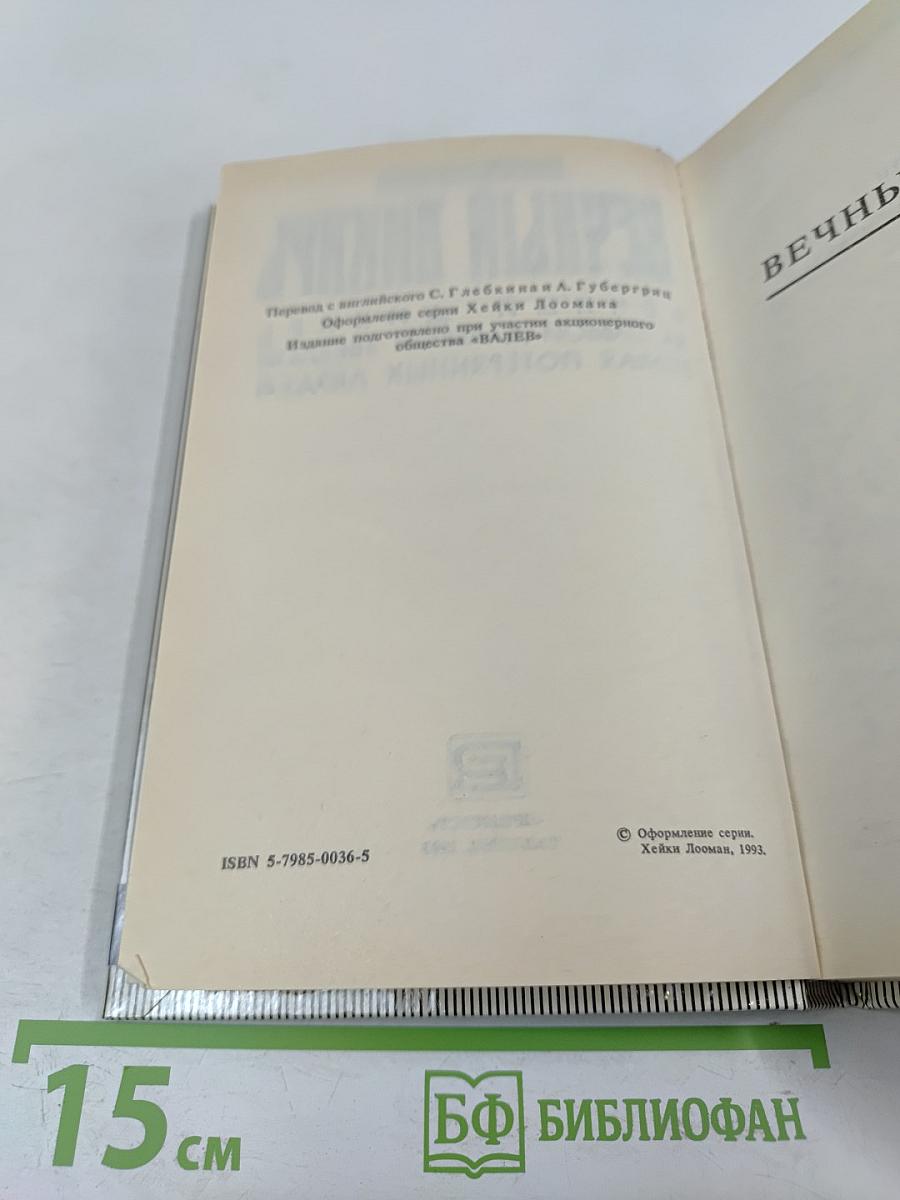 Перевод с английского С. Глебкиной и Л. Губергриц
Оформление серии Хейки Лоомана
Издание подготовлено при участии акционерного
общества «ВАЛЕВ»
ISBN 5-7985-0036-5
© Оформление серии.
Хейки Лооман, 1993.
ВЕЧНЫ
15 см
БФ БИБЛИОФАН